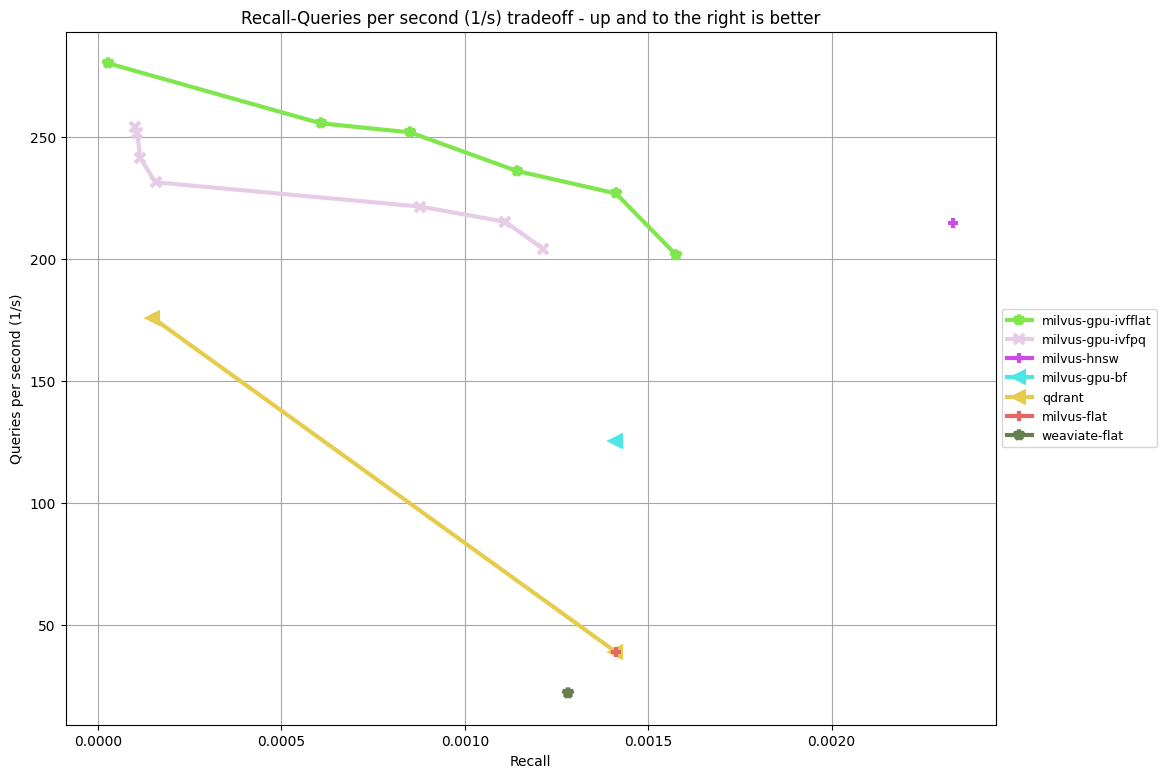 Recall-Queries per second (1/s) tradeoff - up and to the right is better
Queries per second (1/s)
250
200
150
100
50
0.0000
0.0005
0.0010
0.0015
0.0020
Recall
milvus-gpu-ivfflat
milvus-gpu-ivfpq
milvus-hnsw
milvus-gpu-bf
qdrant
milvus-flat
weaviate-flat